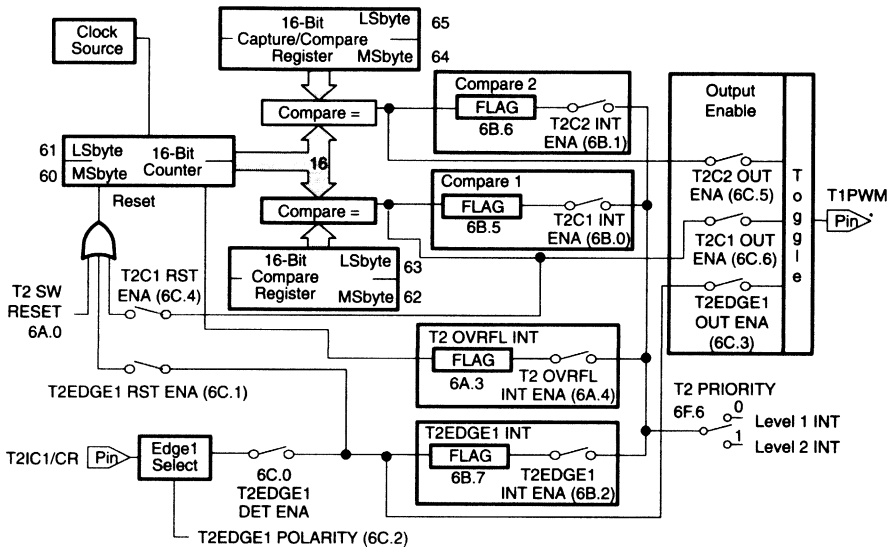 Clock
Source
16-Bit
Capture/Compare
Register
LSbyte
MSbyte
65
64
Compare =
61
60
LSbyte
MSbyte
16-Bit
Counter
Reset
16
Compare =
16-Bit
Compare
Register
LSbyte
MSbyte
63
62
Compare 2
FLAG
6B.6
T2C2 INT
ENA (6B.1)
Compare 1
FLAG
6B.5
T2C1 INT
ENA (6B.0)
Output
Enable
T2C2 OUT
ENA (6C.5)
T2C1 OUT
ENA (6C.6)
T2EDGE1
OUT ENA
(6C.3)
Toggle
T1PWM
Pin
T2 SW
RESET
6A.0
T2C1 RST
ENA (6C.4)
T2EDGE1 RST ENA (6C.1)
T2 OVRFL INT
FLAG
6A.3
T2 OVRFL
INT ENA (6A.4)
T2 PRIORITY
6F.6
0
Level 1 INT
1
Level 2 INT
T2IC1/CR
Pin
Edge1
Select
6C.0
T2EDGE1
DET ENA
T2EDGE1 INT
FLAG
6B.7
T2EDGE1
INT ENA (6B.2)
T2EDGE1 POLARITY (6C.2)